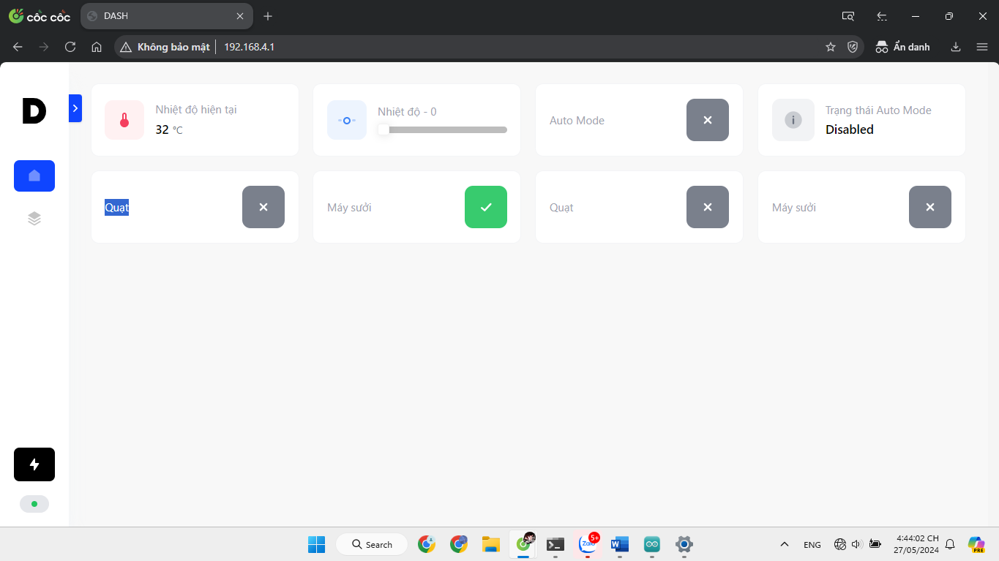 cốc cốc
DASH
Không bảo mật
192.168.4.1
Ẩn danh
D
Nhiệt độ hiện tại
32 °C
Nhiệt độ - 0
Auto Mode
Trạng thái Auto Mode
Disabled
Quạt
Máy sưởi
Quạt
Máy sưởi
Search
Zalo
5+
W
ENG
4:44:02 CH
27/05/2024
PRE